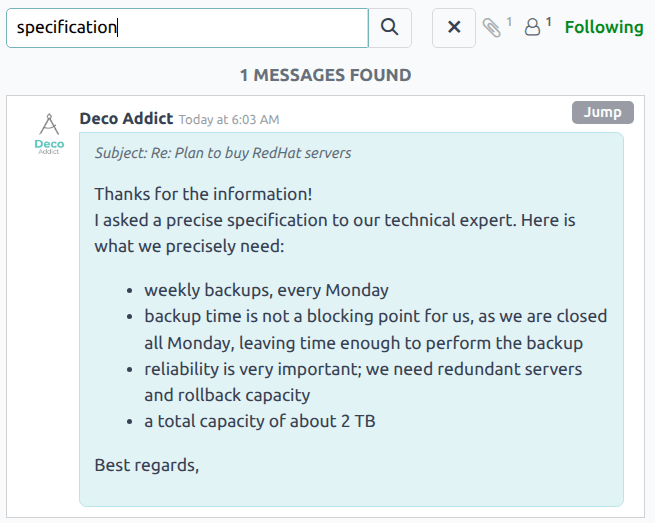 specification
1
1
Following
1 MESSAGES FOUND
Deco Addict Today at 6:03 AM
Jump
Deco
Addict
Subject: Re: Plan to buy RedHat servers
Thanks for the information!
I asked a precise specification to our technical expert. Here is
what we precisely need:
• weekly backups, every Monday
• backup time is not a blocking point for us, as we are closed
all Monday, leaving time enough to perform the backup
• reliability is very important; we need redundant servers
and rollback capacity
• a total capacity of about 2 TB
Best regards,